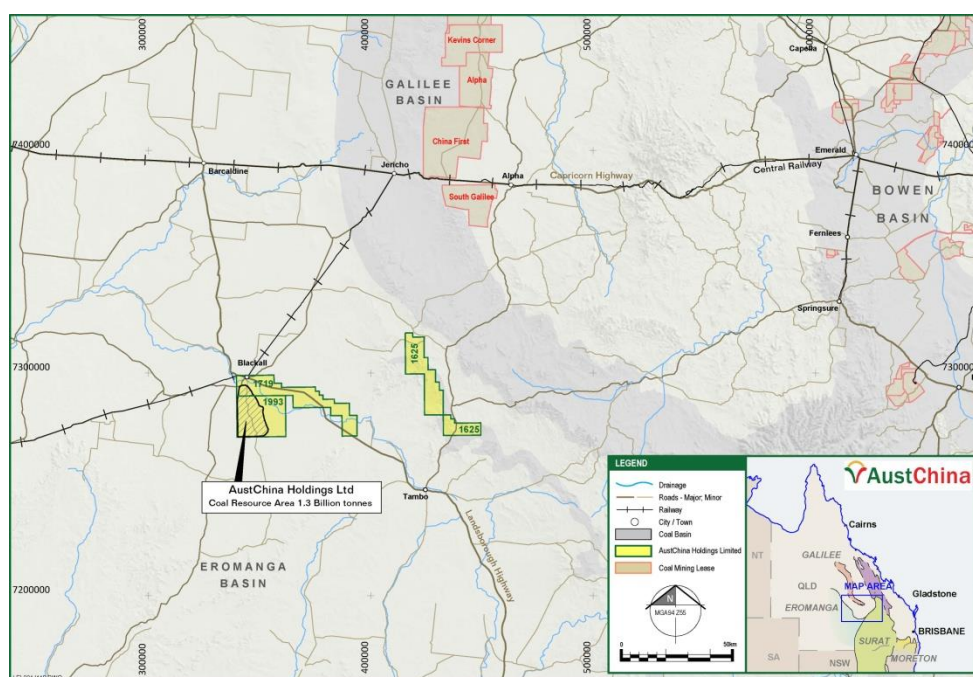 300000
400000
500000
Kevins Corner
Capella
GALILEE
BASIN
Alpha
China First
7400000
7400000
Emerald
Barcaldine
Jericho
Alpha
Capricorn Highway
Central Railway
BOWEN
BASIN
South Galilee
Fernlees
Springsure
7300000
Blackall
1625
1719
1993
1625
AustChina Holdings Ltd
Coal Resource Area 1.3 Billion tonnes
Tambo
Landsborough Highway
EROMANGA
BASIN
7200000
300000
400000
500000
LEGEND
Drainage
Roads - Major; Minor
Railway
City / Town
Coal Basin
AustChina Holdings Limited
Coal Mining Lease
N
MGA94 Z55
0
50km
AustChina
Cairns
NT
GALILEE
QLD
MAP AREA
Gladstone
EROMANGA
BRISBANE
SURAT
SA
NSW
MORETON